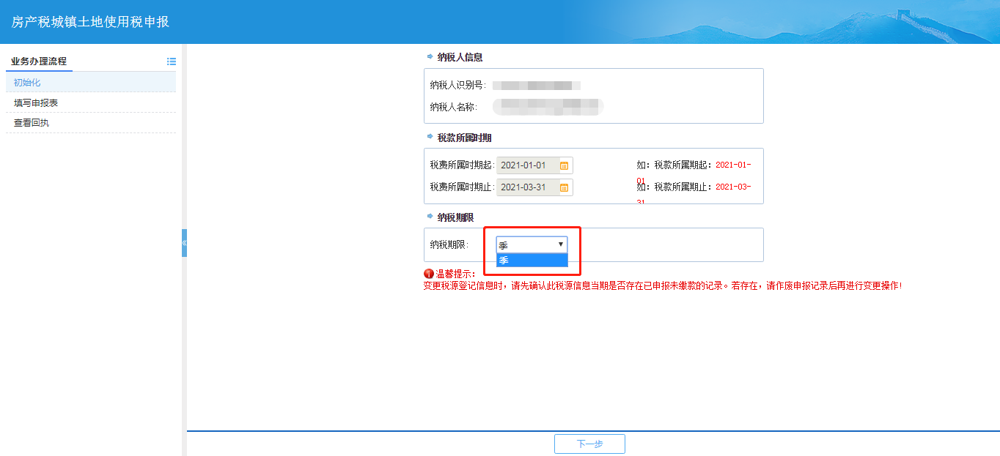 房产税城镇土地使用税申报
业务办理流程
初始化
填写申报表
查看回执
纳税人信息
纳税人识别号:
纳税人名称:
税款所属时期
税费所属时期起: 2021-01-01 如: 税款所属期起: 2021-01-
01
税费所属时期止: 2021-03-31 如: 税款所属期止: 2021-03-
31
纳税期限
纳税期限: 季
季
温馨提示:
变更税源登记信息时,请先确认此税源信息当期是否存在已申报未缴款的记录。若存在,请作废申报记录后再进行变更操作!
下一步